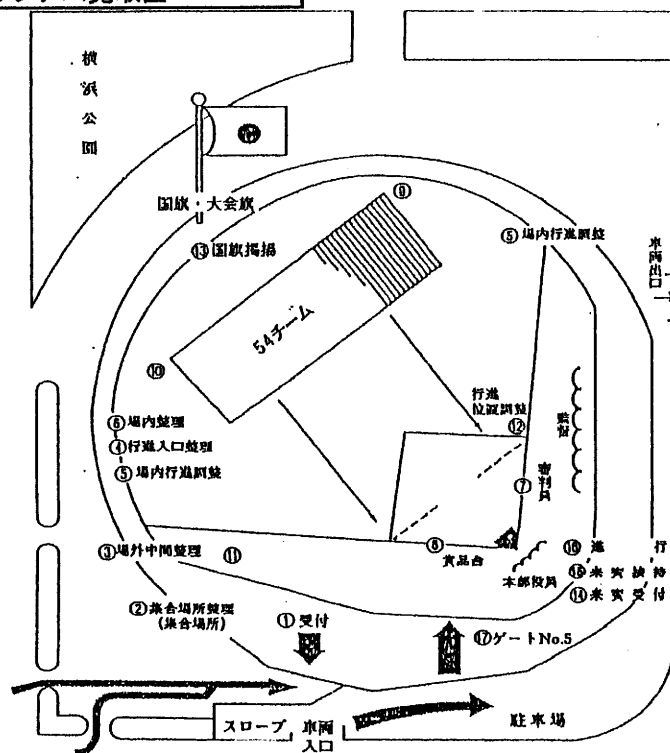 横浜公園
国旗・大会旗
⑬国旗掲揚
⑨
⑤場内行進調整
車両出口
54チーム
⑩
行進
位置調整
⑫
監督
⑥場内整理
④行進入口整理
⑤場内行進調整
⑦審判員
③場外中間整理
⑪
⑧
賞品台
本部役員
進行
⑯来賓接待
⑭来賓受付
②集合場所整理
(集合場所)
①受付
⑰ゲートNo.5
スロープ
車両
入口
駐車場